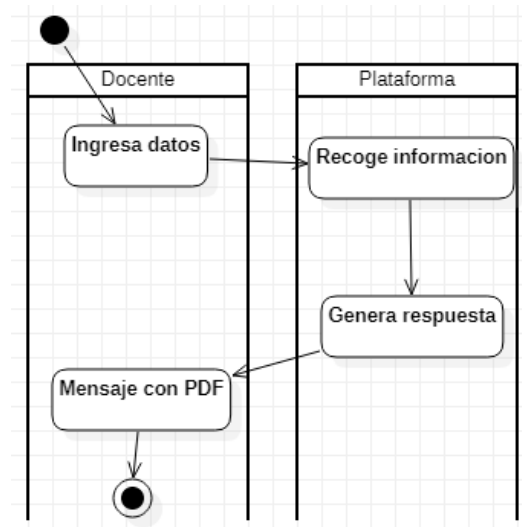 Docente
Plataforma
Ingresa datos
Recoge informacion
Genera respuesta
Mensaje con PDF